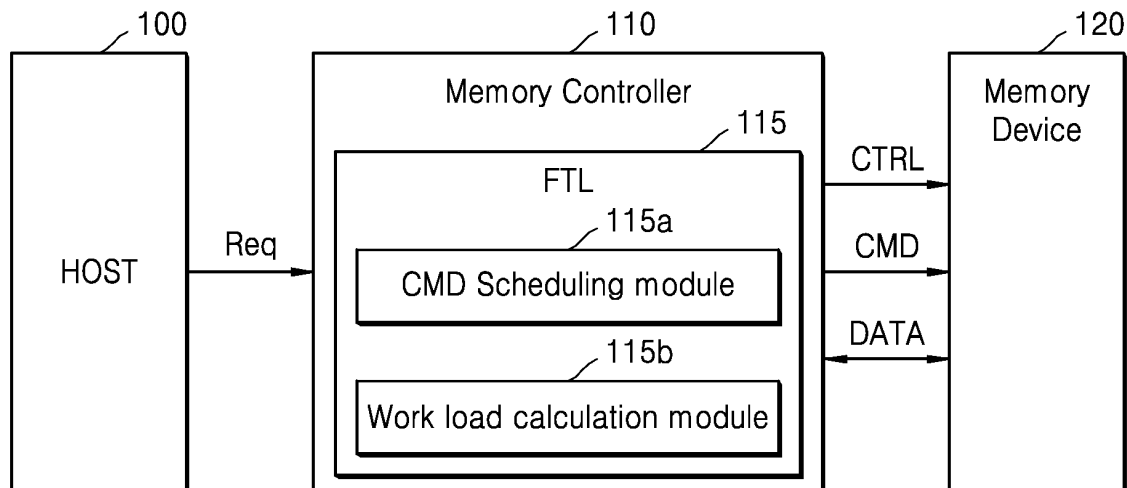 100
110
120
Memory Controller
Memory
Device
115
FTL
CTRL
115a
HOST
Req
CMD Scheduling module
CMD
115b
DATA
Work load calculation module